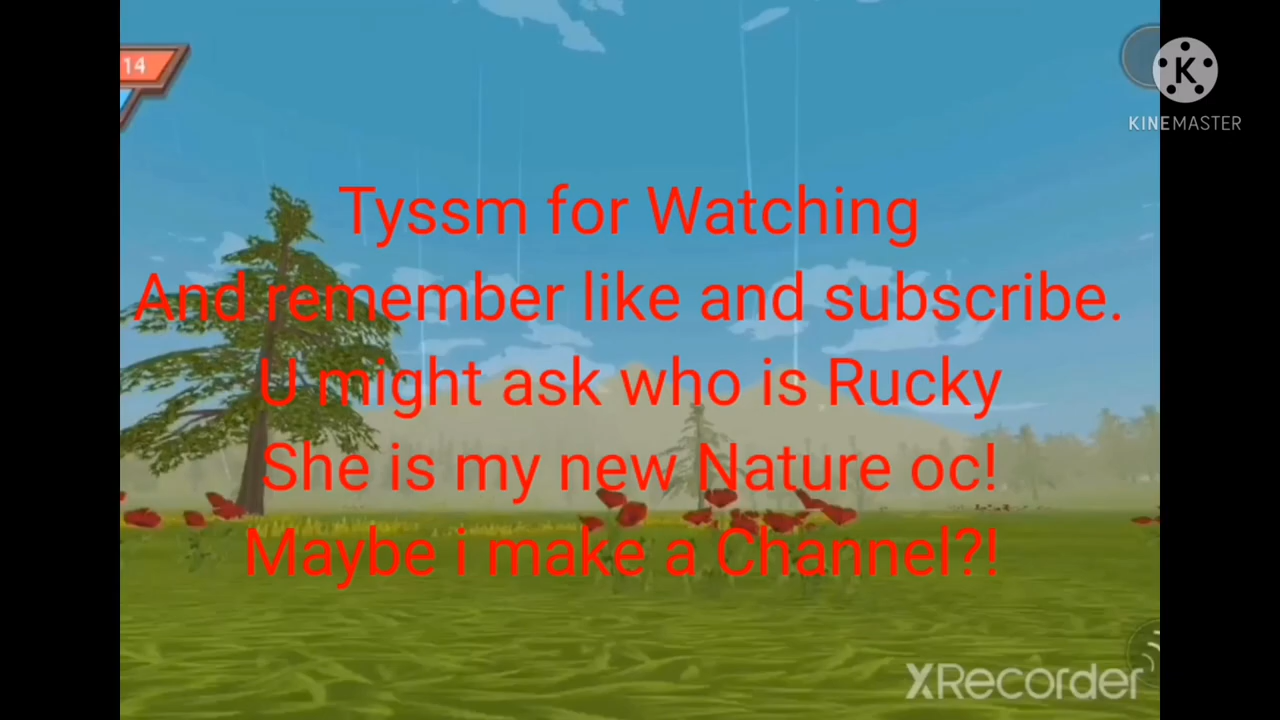 14
K
KINEMASTER
Tyssm for Watching
And remember like and subscribe.
U might ask who is Rucky
She is my new Nature oc!
Maybe i make a Channel?!
XRecorder